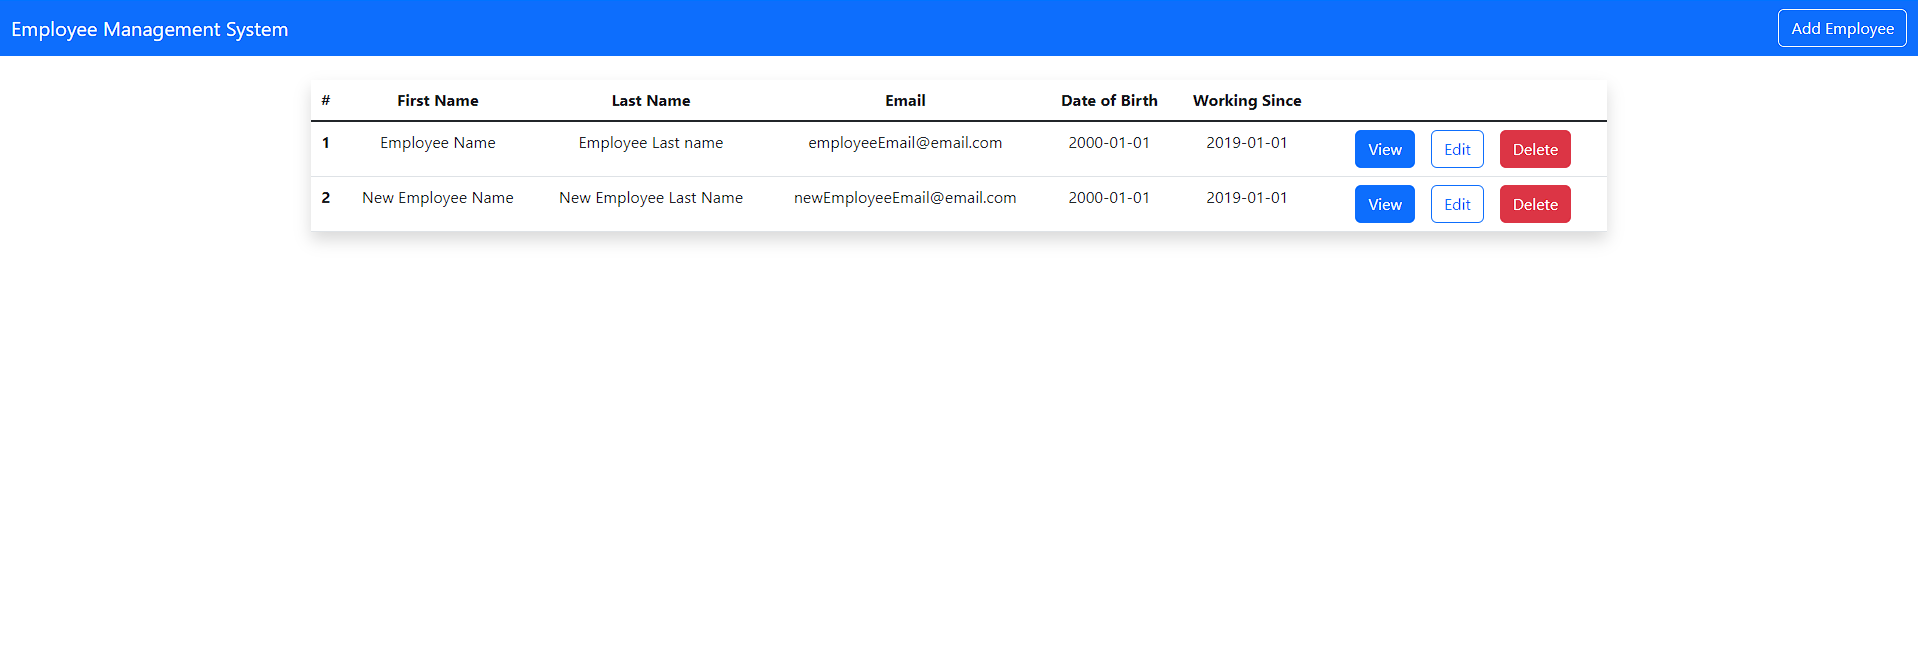 Employee Management System Add Employee
# First Name Last Name Email Date of Birth Working Since
1 Employee Name Employee Last name employeeEmail@email.com 2000-01-01 2019-01-01 View Edit Delete
2 New Employee Name New Employee Last Name newEmployeeEmail@email.com 2000-01-01 2019-01-01 View Edit Delete